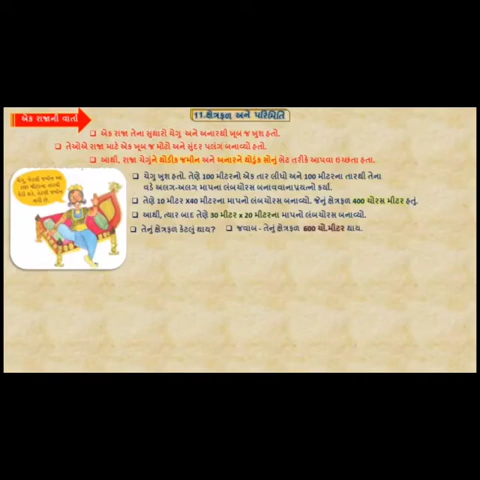 એક રાજાની વાર્તા
11.ક્ષેત્રફળ અને પરિમિતિ
એક રાજા તેના સુથારો ચેગુ અને અનારથી ખૂબ જ ખુશ હતો.
તેઓએ રાજા માટે એક ખૂબ જ મોટો અને સુંદર પલંગ બનાવ્યો હતો.
આથી, રાજા ચેગુને થોડીક જમીન અને અનારને થોડુંક સોનું ભેટ તરીકે આપવા ઇચ્છતા હતા.
ચેગુ ખુશ હતો. તેણે 100 મીટરનો એક તાર લીધો અને 100 મીટરના તારથી તેના
વડે અલગ-અલગ માપના લંબચોરસ બનાવવાના પ્રયત્નો કર્યા.
તેણે 10 મીટર X40 મીટરના માપનો લંબચોરસ બનાવ્યો. જેનું ક્ષેત્રફળ 400 ચોરસ મીટર હતું.
આથી, ત્યાર બાદ તેણે 30 મીટર x 20 મીટરના માપનો લંબચોરસ બનાવ્યો.
તેનું ક્ષેત્રફળ કેટલું થાય? જવાબ - તેનું ક્ષેત્રફળ 600 ચો.મીટર થાય.